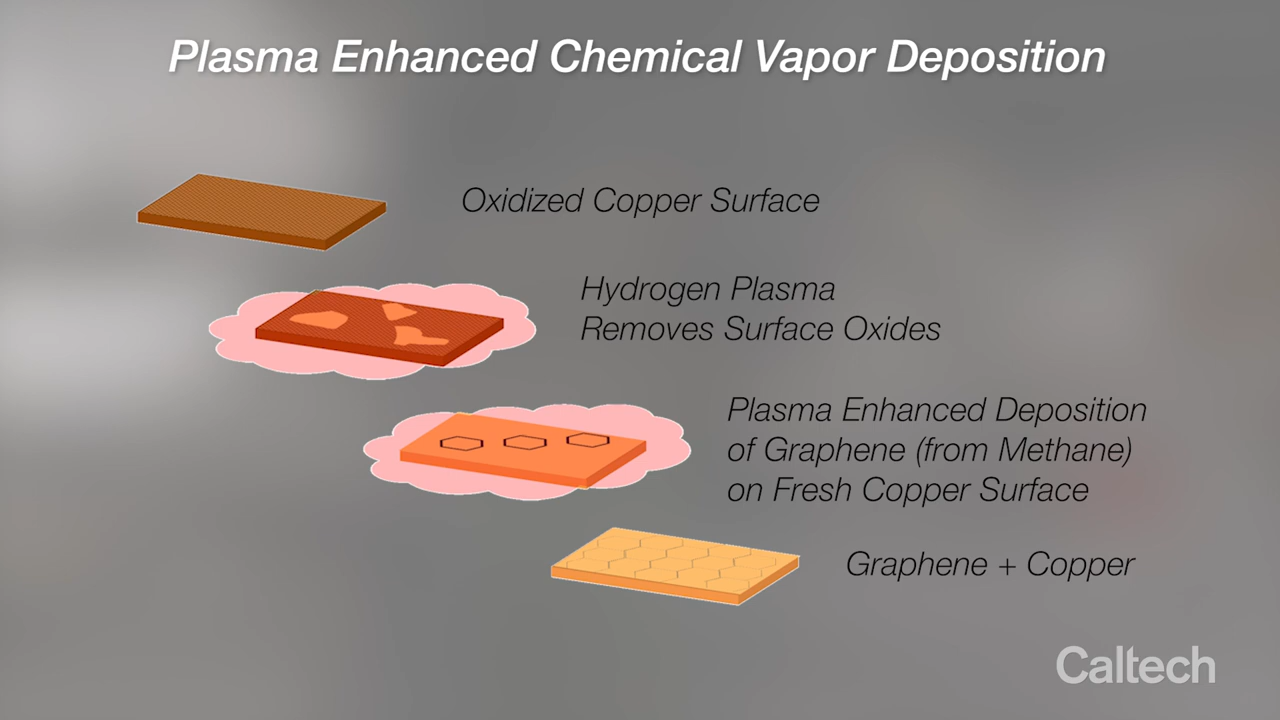 Plasma Enhanced Chemical Vapor Deposition
Oxidized Copper Surface
Hydrogen Plasma
Removes Surface Oxides
Plasma Enhanced Deposition
of Graphene (from Methane)
on Fresh Copper Surface
Graphene + Copper
Caltech